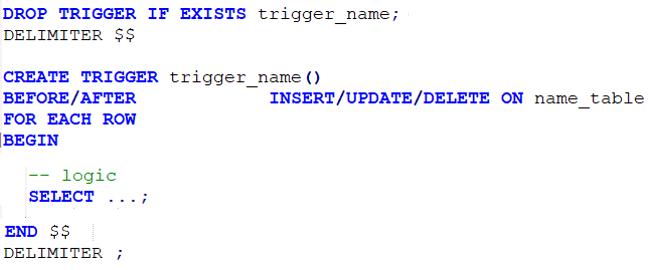 DROP TRIGGER IF EXISTS trigger_name;
DELIMITER $$
CREATE TRIGGER trigger_name()
BEFORE/AFTER INSERT/UPDATE/DELETE ON name_table
FOR EACH ROW
BEGIN
-- logic
SELECT ...;
END $$
DELIMITER ;